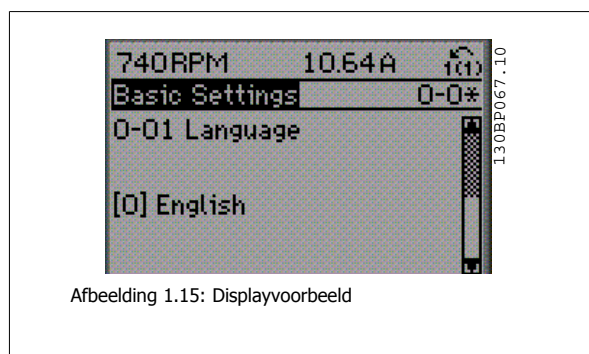 740RPM 10.64A 1(1)
Basic Settings 0-0*
0-01 Language
[0] English
130BP067.10
Afbeelding 1.15: Displayvoorbeeld